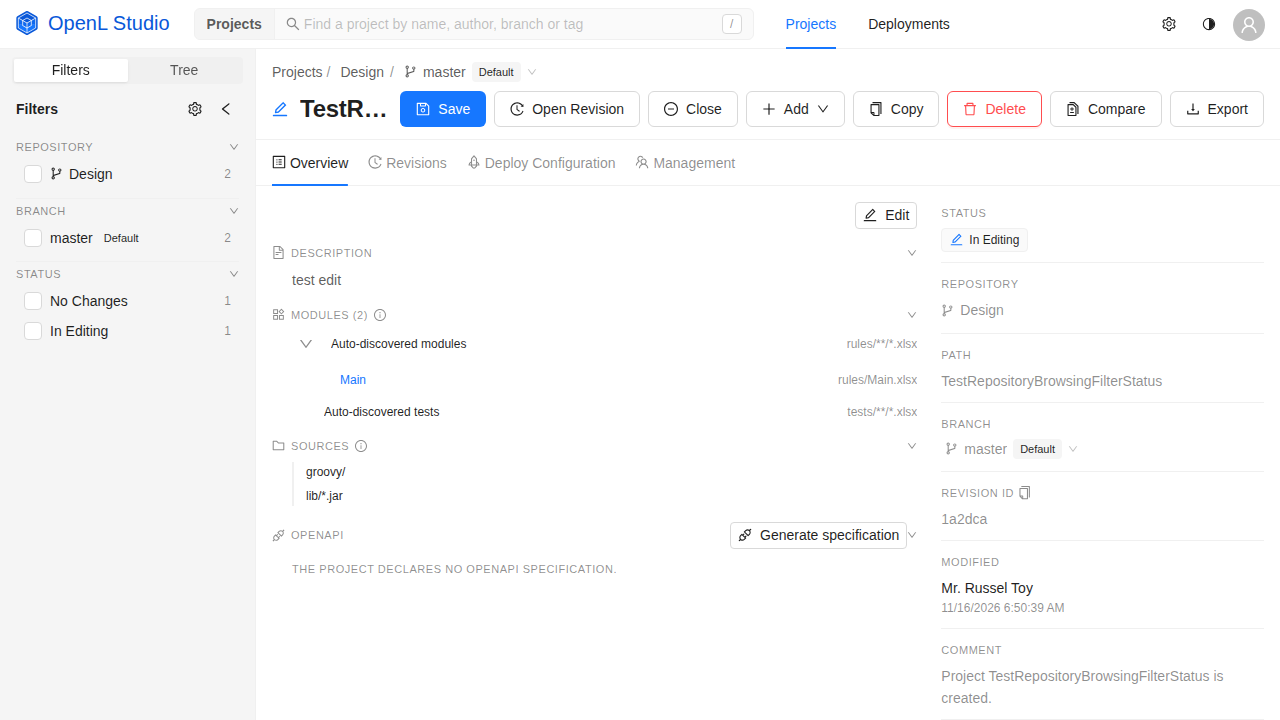 OpenL Studio
Projects
Find a project by name, author, branch or tag
/
Projects
Deployments
Filters
Tree
Filters
REPOSITORY
Design 2
BRANCH
master Default 2
STATUS
No Changes 1
In Editing 1
Projects / Design / master Default
TestR...
Save
Open Revision
Close
Add
Copy
Delete
Compare
Export
Overview
Revisions
Deploy Configuration
Management
Edit
DESCRIPTION
test edit
MODULES (2)
Auto-discovered modules rules/**/*.xlsx
Main rules/Main.xlsx
Auto-discovered tests tests/**/*.xlsx
SOURCES
groovy/
lib/*.jar
OPENAPI
Generate specification
THE PROJECT DECLARES NO OPENAPI SPECIFICATION.
STATUS
In Editing
REPOSITORY
Design
PATH
TestRepositoryBrowsingFilterStatus
BRANCH
master Default
REVISION ID
1a2dca
MODIFIED
Mr. Russel Toy
11/16/2026 6:50:39 AM
COMMENT
Project TestRepositoryBrowsingFilterStatus is
created.